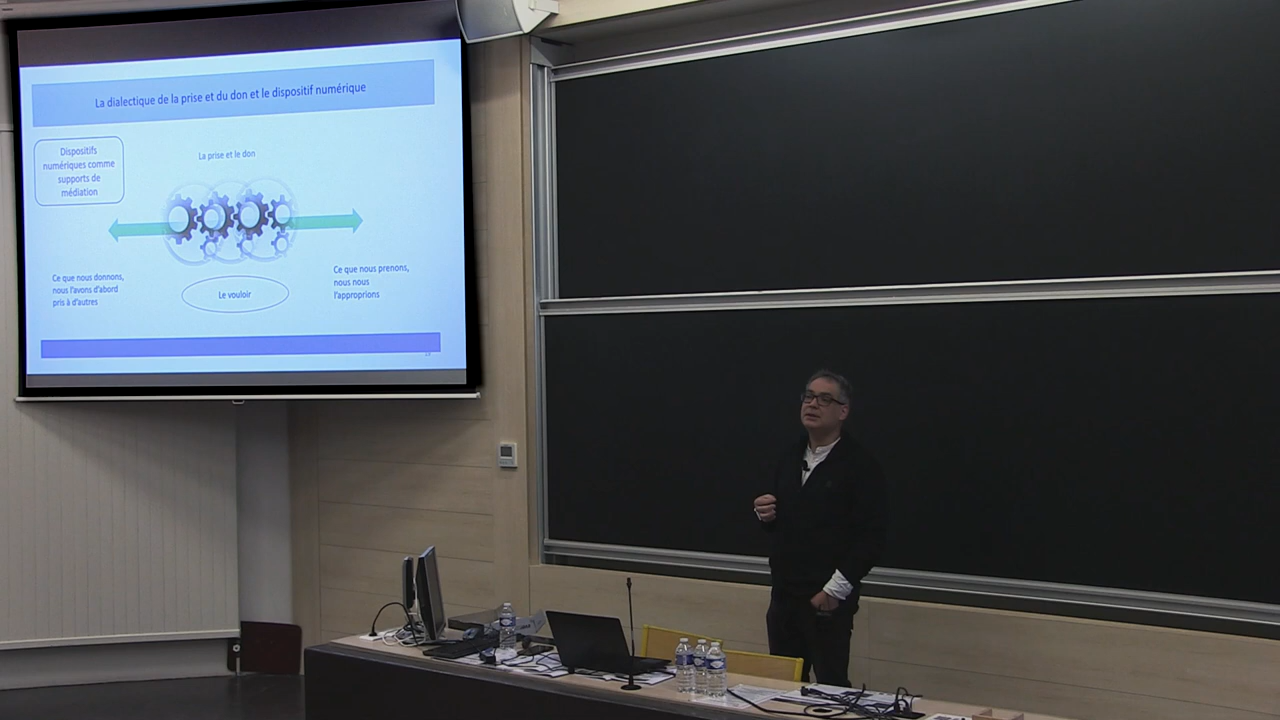 La dialectique de la prise et du don et le dispositif numérique
Dispositifs
numériques comme
supports de
médiation
La prise et le don
Ce que nous donnons,
nous l'avons d'abord
pris à d'autres
Le vouloir
Ce que nous prenons,
nous nous
l'approprions